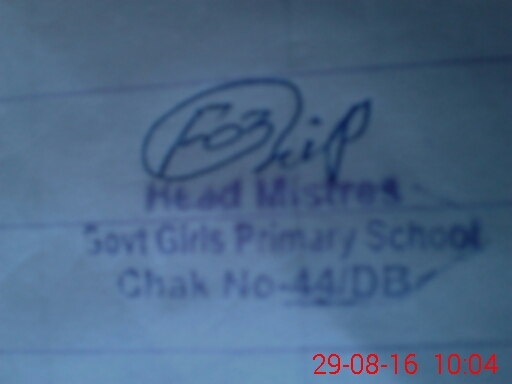 Head Mistres
Govt Girls Primary School
Chak No-44/DB
29-08-16 10:04